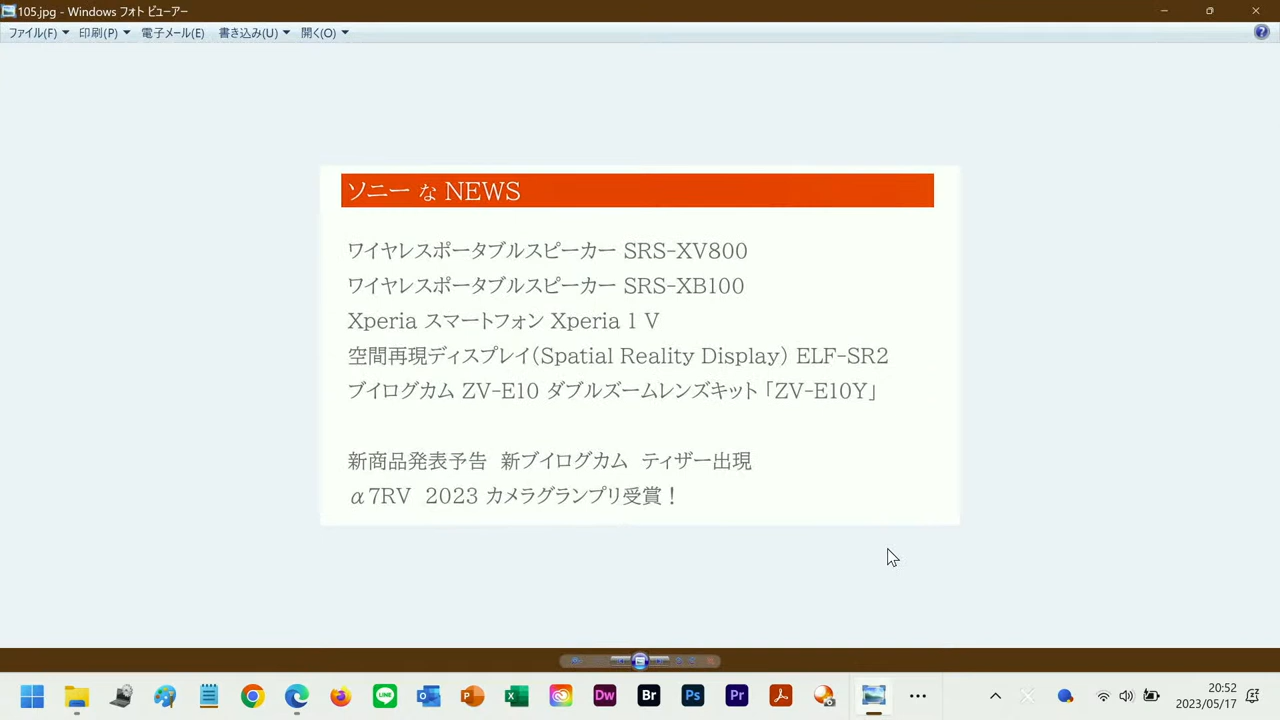 105.jpg - Windows フォト ビューアー
ファイル(F) 印刷(P) 電子メール(E) 書き込み(U) 開く(O)
ソニー な NEWS
ワイヤレスポータブルスピーカー SRS-XV800
ワイヤレスポータブルスピーカー SRS-XB100
Xperia スマートフォン Xperia 1 V
空間再現ディスプレイ(Spatial Reality Display) ELF-SR2
ブイログカム ZV-E10 ダブルズームレンズキット 「ZV-E10Y」
新商品発表予告 新ブイログカム ティザー出現
α7RV 2023 カメラグランプリ受賞！
LINE Dw Br Ps Pr
20:52
2023/05/17